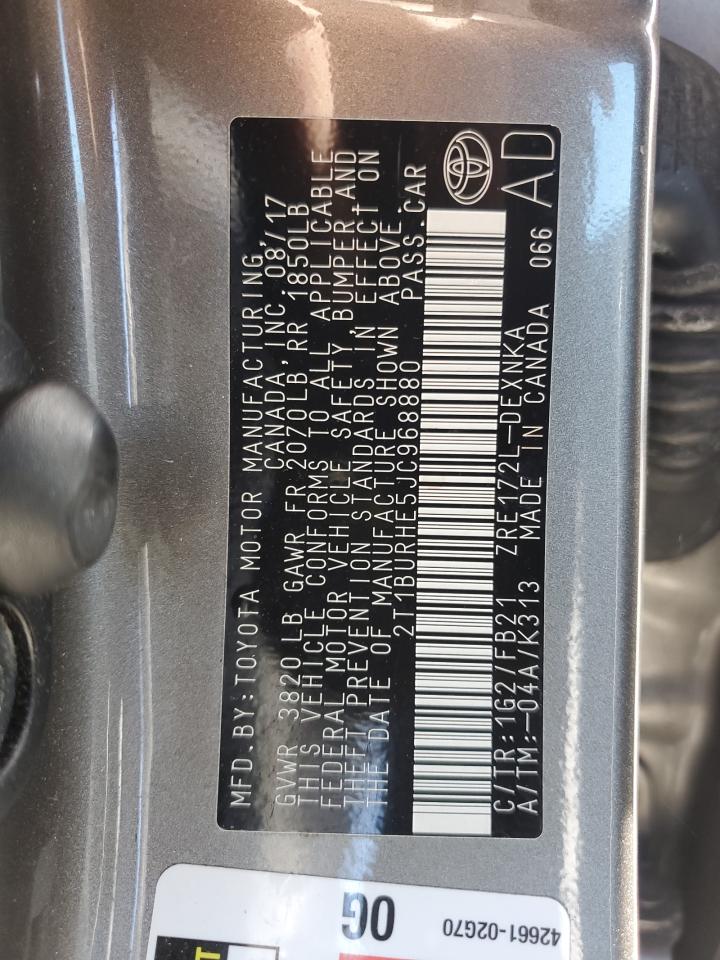 MFD.BY:TOYOTA MOTOR MANUFACTURING,
CANADA, INC. 08/17
GVWR 3820LB GAWR FR 2070LB RR 1850LB
THIS VEHICLE CONFORMS TO ALL APPLICABLE
FEDERAL MOTOR VEHICLE SAFETY, BUMPER,AND
THEFT PREVENTION STANDARDS IN EFFECT ON
THE DATE OF MANUFACTURE SHOWN ABOVE.
2T1BURHE5JC968880 PASS.CAR
C/TR:1G2/FB21 ZRE172L-DEXNKA
A/TM:-04A/K313 MADE IN CANADA 066
AD
0G
42661-02G70